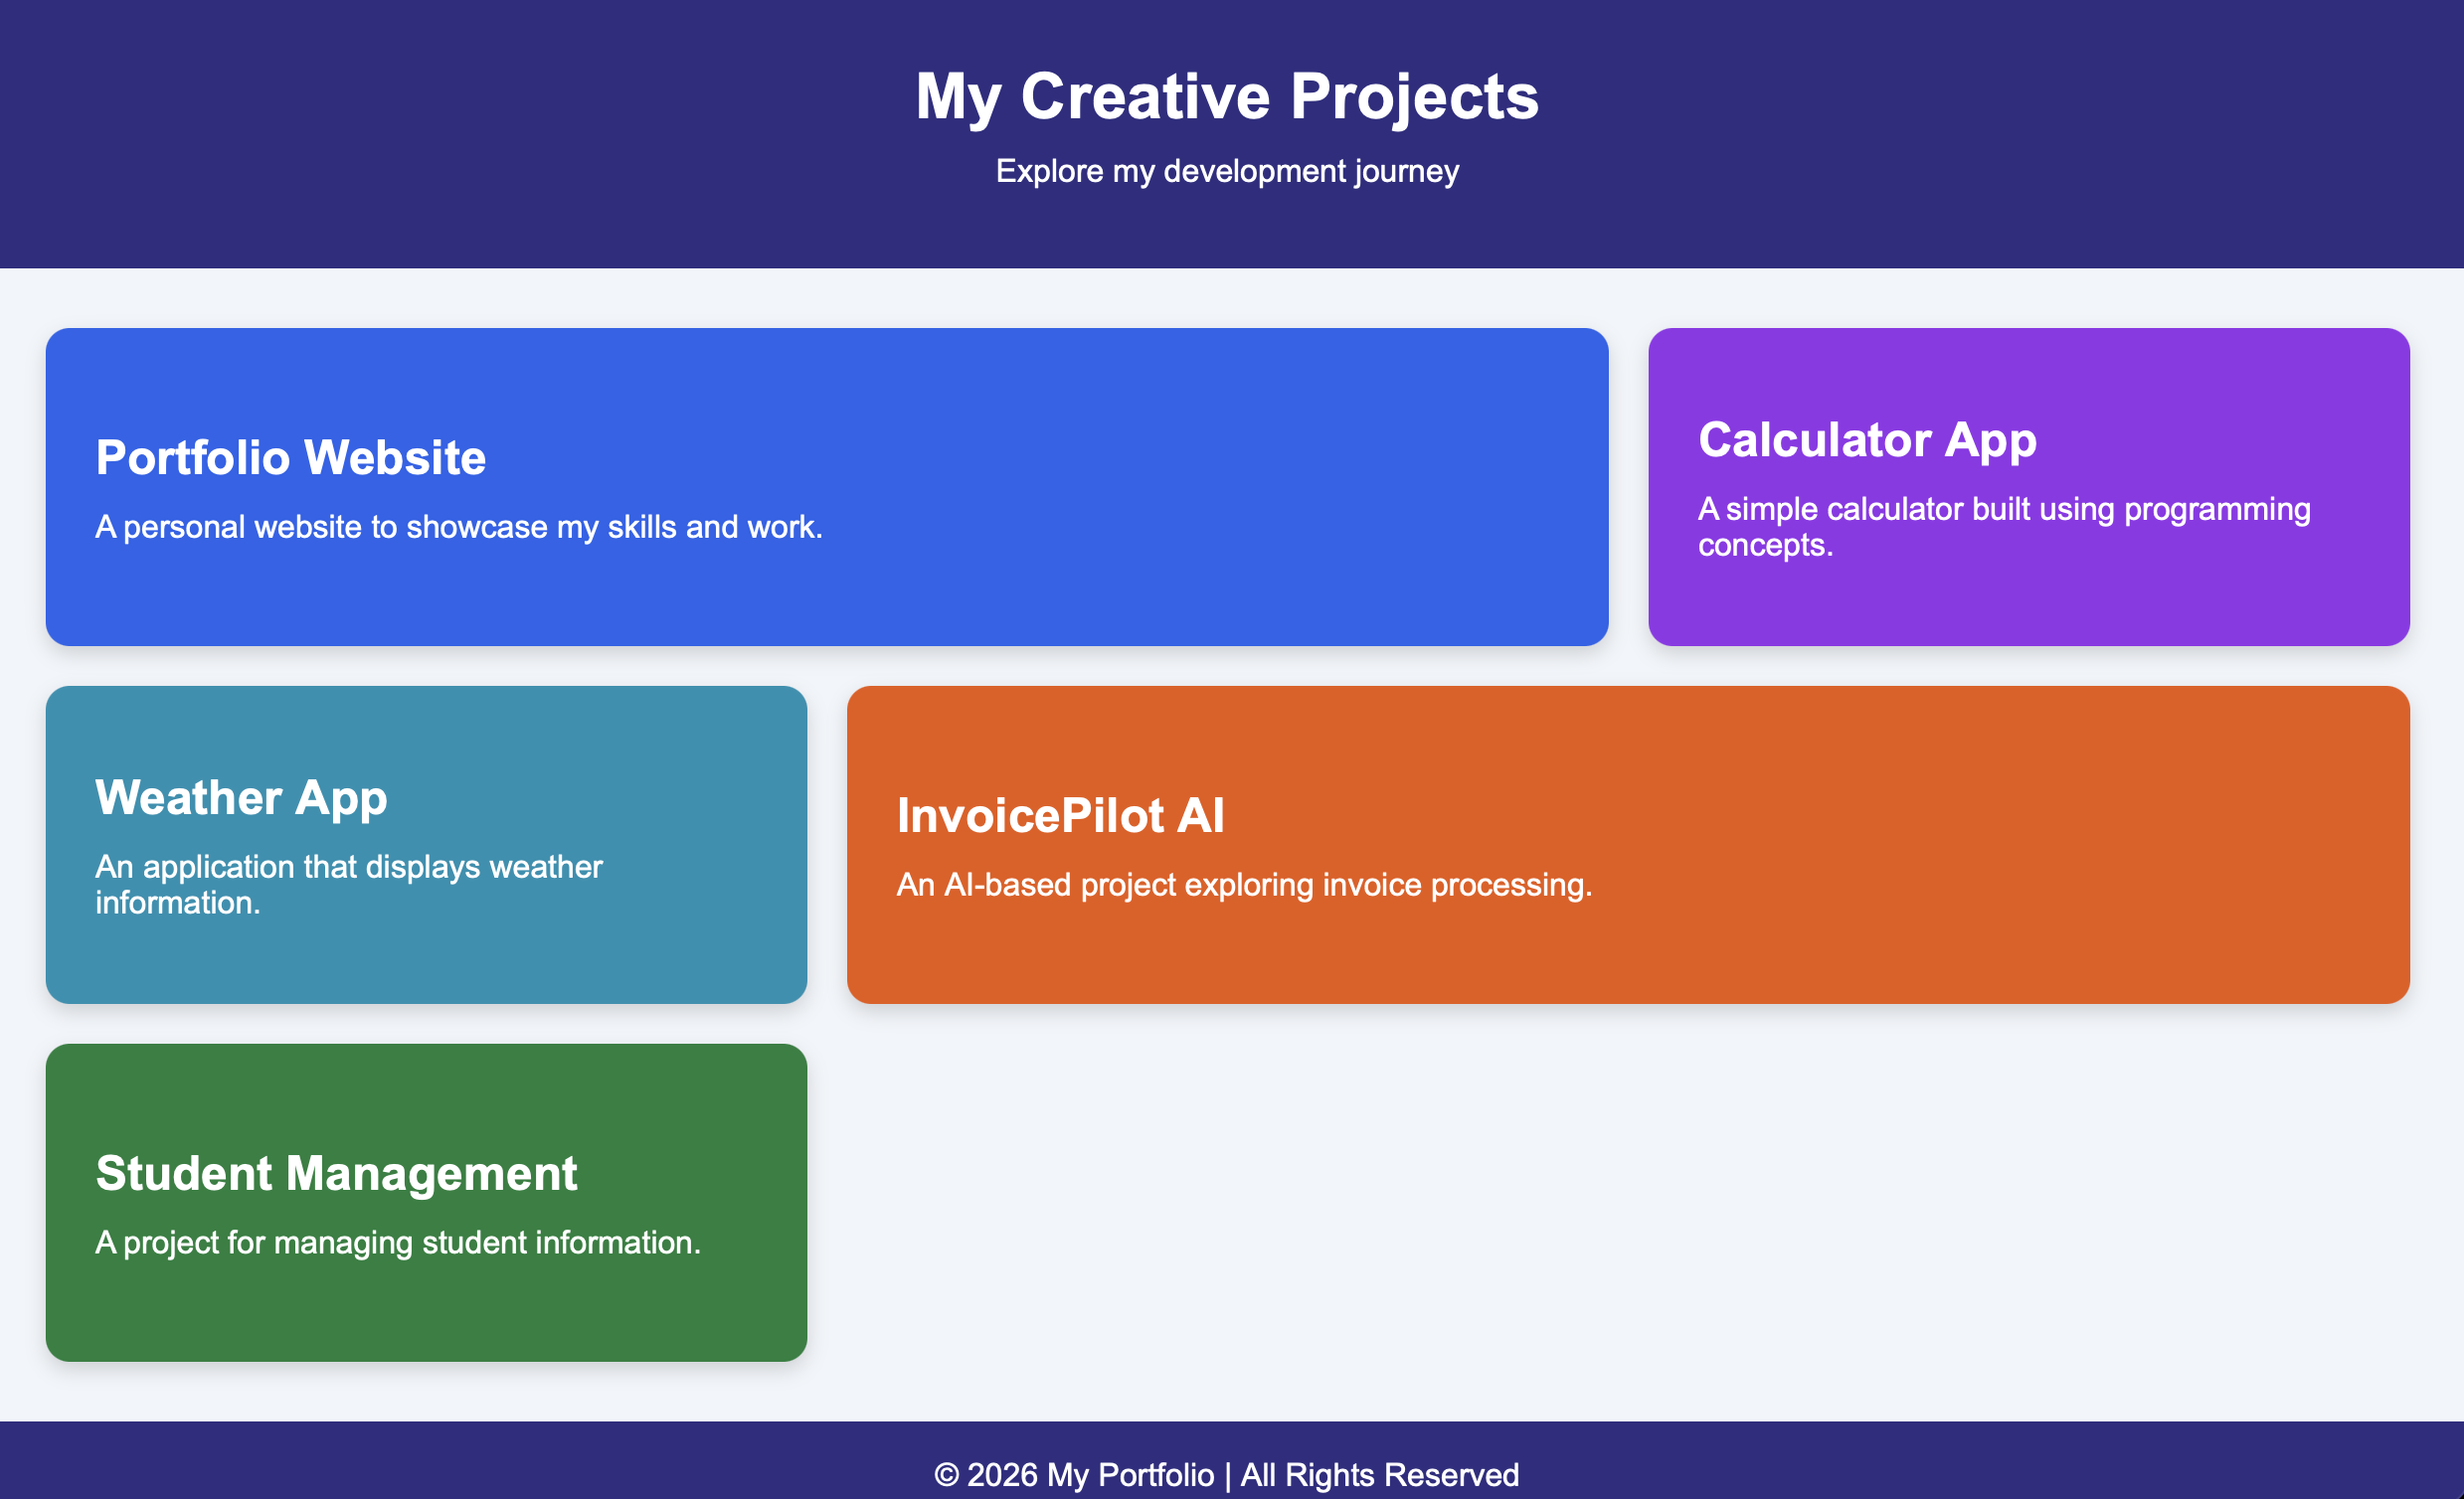 My Creative Projects
Explore my development journey
Portfolio Website
A personal website to showcase my skills and work.
Calculator App
A simple calculator built using programming
concepts.
Weather App
An application that displays weather
information.
InvoicePilot AI
An AI-based project exploring invoice processing.
Student Management
A project for managing student information.
© 2026 My Portfolio | All Rights Reserved